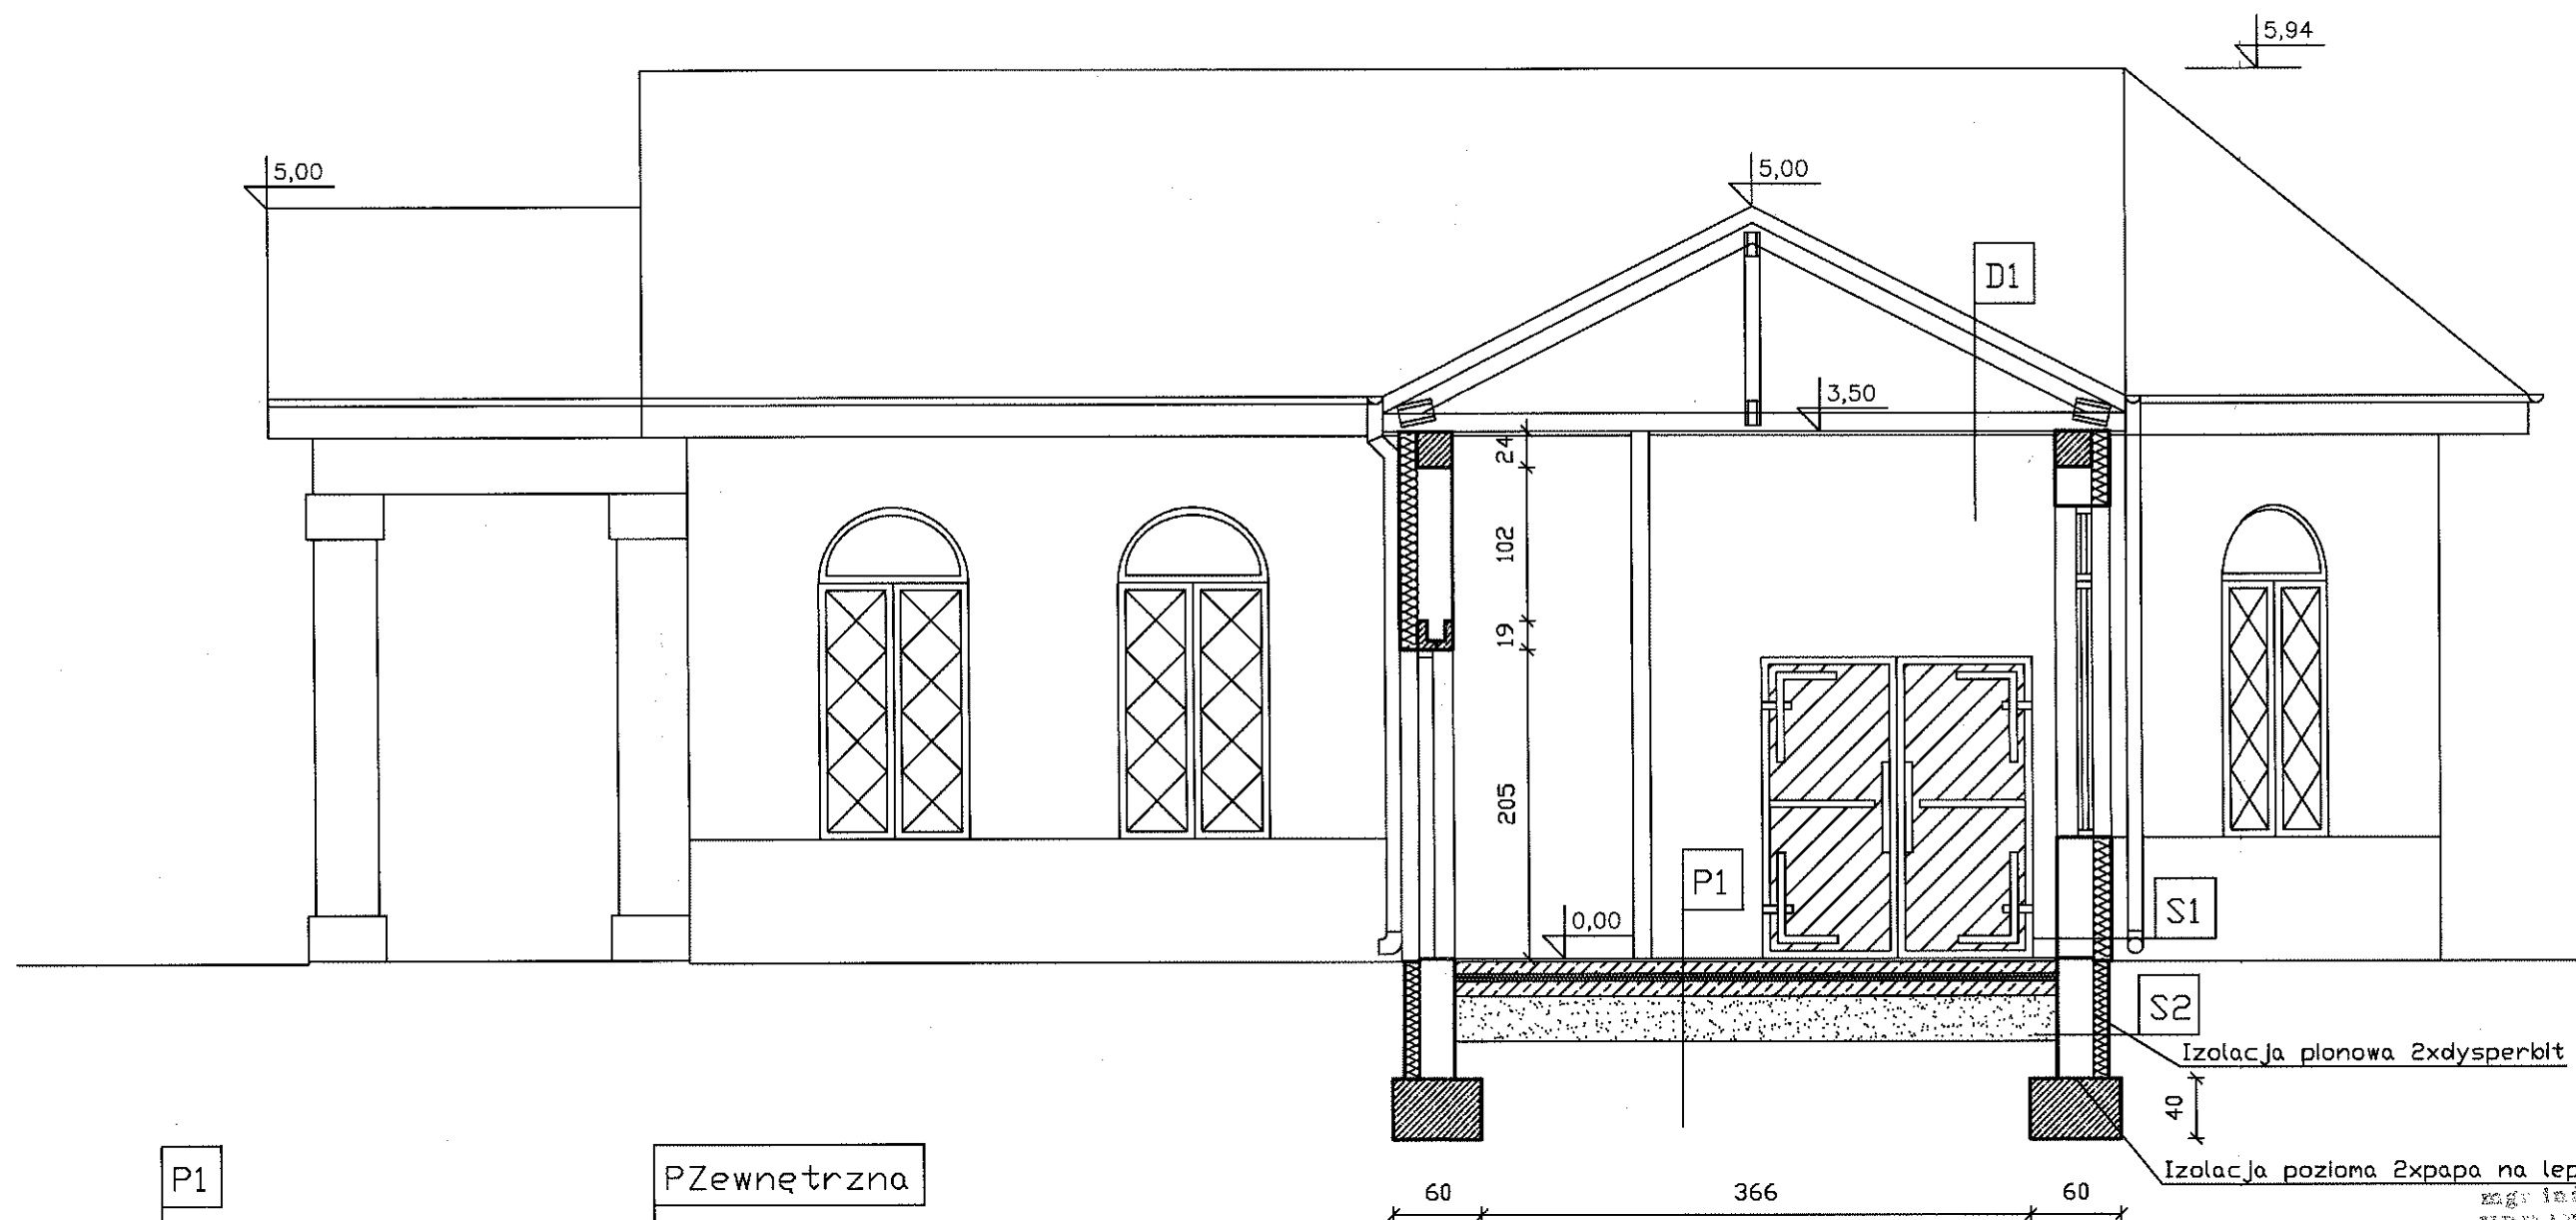 5,94
5,00
5,00
D1
3,50
24
102
19
205
P1
0,00
S1
S2
Izolacja pionowa 2xdysperbit
40
Izolacja pozioma 2xpapa na lep
P1
PZewnętrzna
60
366
60